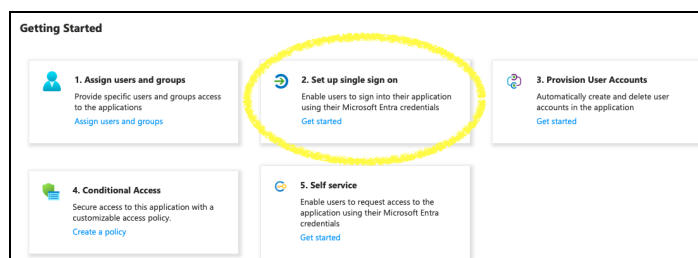 Getting Started
1. Assign users and groups
Provide specific users and groups access
to the applications
Assign users and groups
2. Set up single sign on
Enable users to sign into their application
using their Microsoft Entra credentials
Get started
3. Provision User Accounts
Automatically create and delete user
accounts in the application
Get started
4. Conditional Access
Secure access to this application with a
customizable access policy.
Create a policy
5. Self service
Enable users to request access to the
application using their Microsoft Entra
credentials
Get started